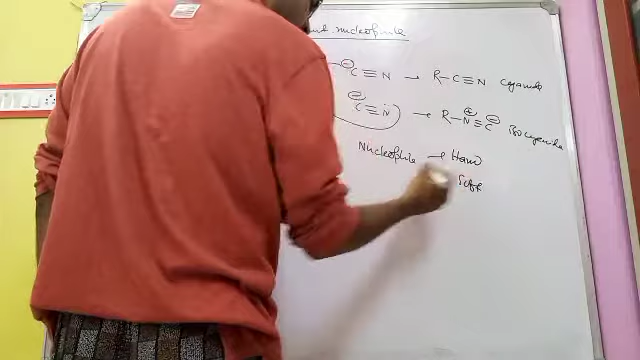 nucleophile
⊖C≡N → R-C≡N Cyanide
⊖C≡N̈ → R-N⊕≡C⊖ Isocyanide
Nucleophile → Hard
Soft